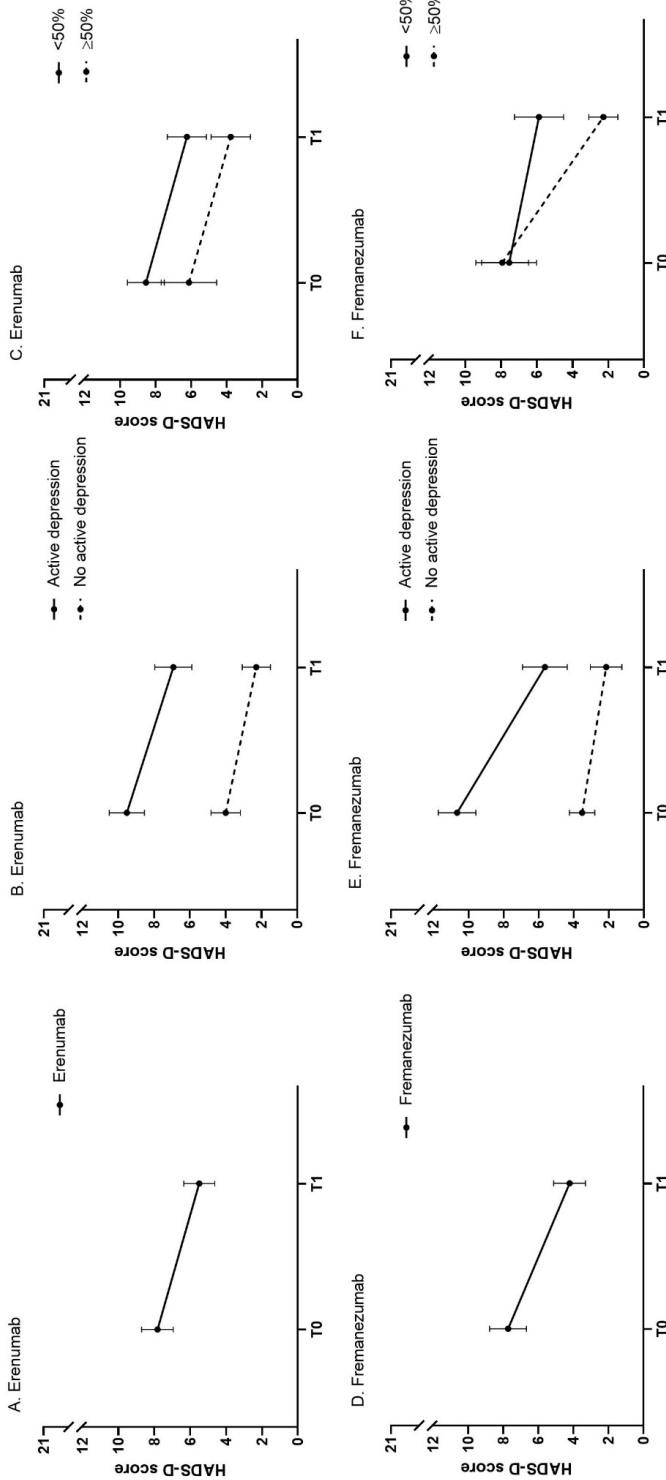 A. Erenumab
Erenumab
HADS-D score
21
12
10
8
6
4
2
0
T0
T1
B. Erenumab
Active depression
No active depression
HADS-D score
21
12
10
8
6
4
2
0
T0
T1
C. Erenumab
<50%
≥50%
HADS-D score
21
12
10
8
6
4
2
0
T0
T1
D. Fremanezumab
Fremanezumab
HADS-D score
21
12
10
8
6
4
2
0
T0
T1
E. Fremanezumab
Active depression
No active depression
HADS-D score
21
12
10
8
6
4
2
0
T0
T1
F. Fremanezumab
<50%
≥50%
HADS-D score
21
12
10
8
6
4
2
0
T0
T1